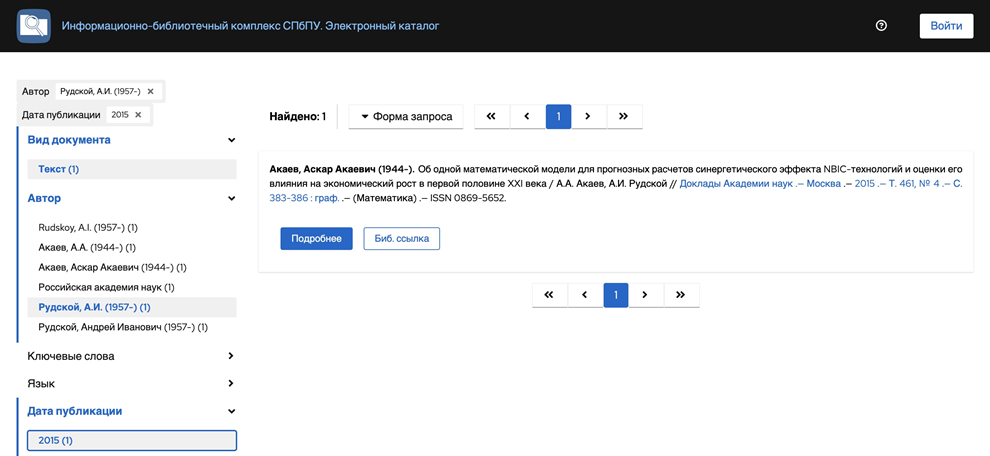 Информационно-библиотечный комплекс СПбПУ. Электронный каталог
Войти
Автор Рудской, А.И. (1957-)
Дата публикации 2015
Вид документа
Текст (1)
Автор
Rudskoy, A.I. (1957-) (1)
Акаев, А.А. (1944-) (1)
Акаев, Аскар Акаевич (1944-) (1)
Российская академия наук (1)
Рудской, А.И. (1957-) (1)
Рудской, Андрей Иванович (1957-) (1)
Ключевые слова
Язык
Дата публикации
2015 (1)
Найдено: 1
Форма запроса
1
Акаев, Аскар Акаевич (1944-). Об одной математической модели для прогнозных расчетов синергетического эффекта NBIC-технологий и оценки его
влияния на экономический рост в первой половине XXI века / А.А. Акаев, А.И. Рудской // Доклады Академии наук .– Москва .– 2015 .– Т. 461, № 4 .– С.
383-386 : граф. .– (Математика) .– ISSN 0869-5652.
Подробнее
Биб. ссылка
1